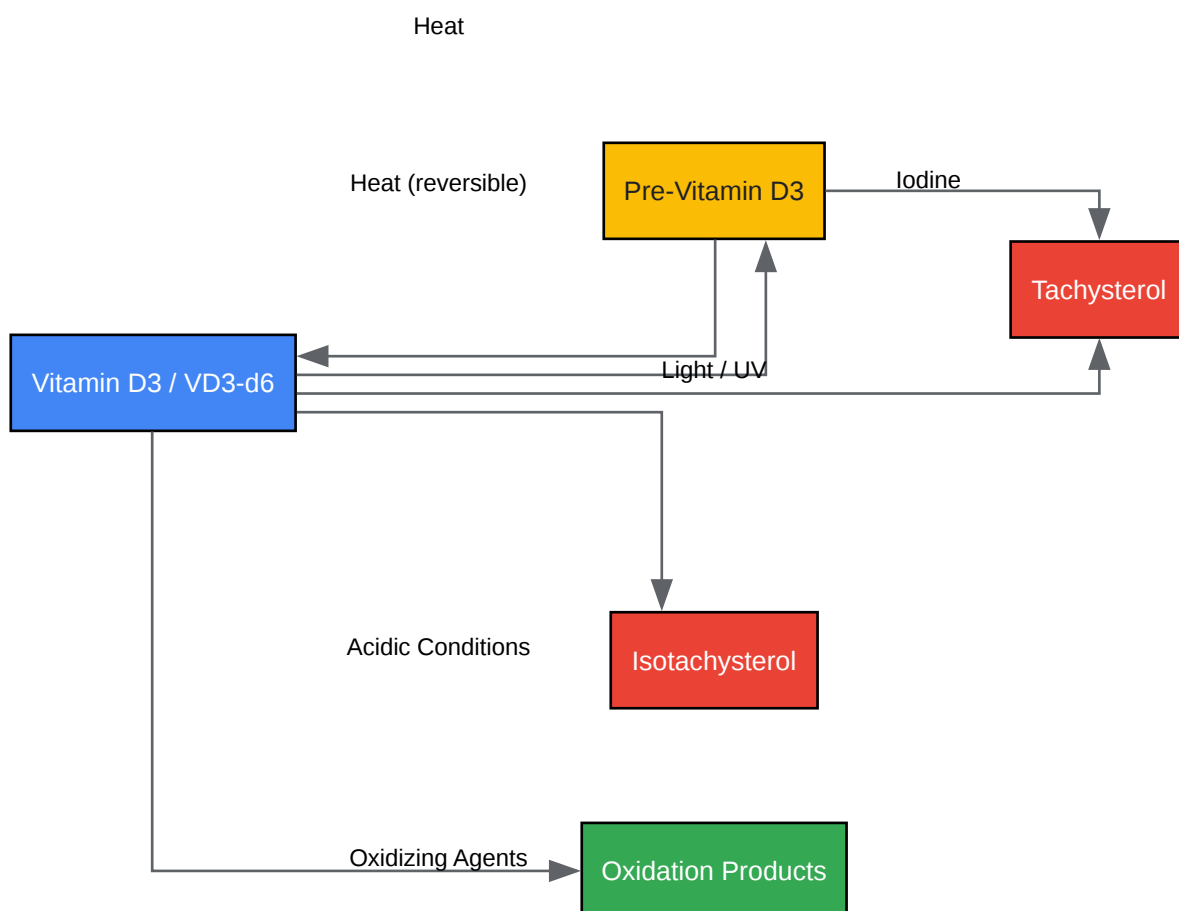 Heat
Pre-Vitamin D3
Iodine
Heat (reversible)
Tachysterol
Light / UV
Vitamin D3 / VD3-d6
Acidic Conditions
Isotachysterol
Oxidizing Agents
Oxidation Products